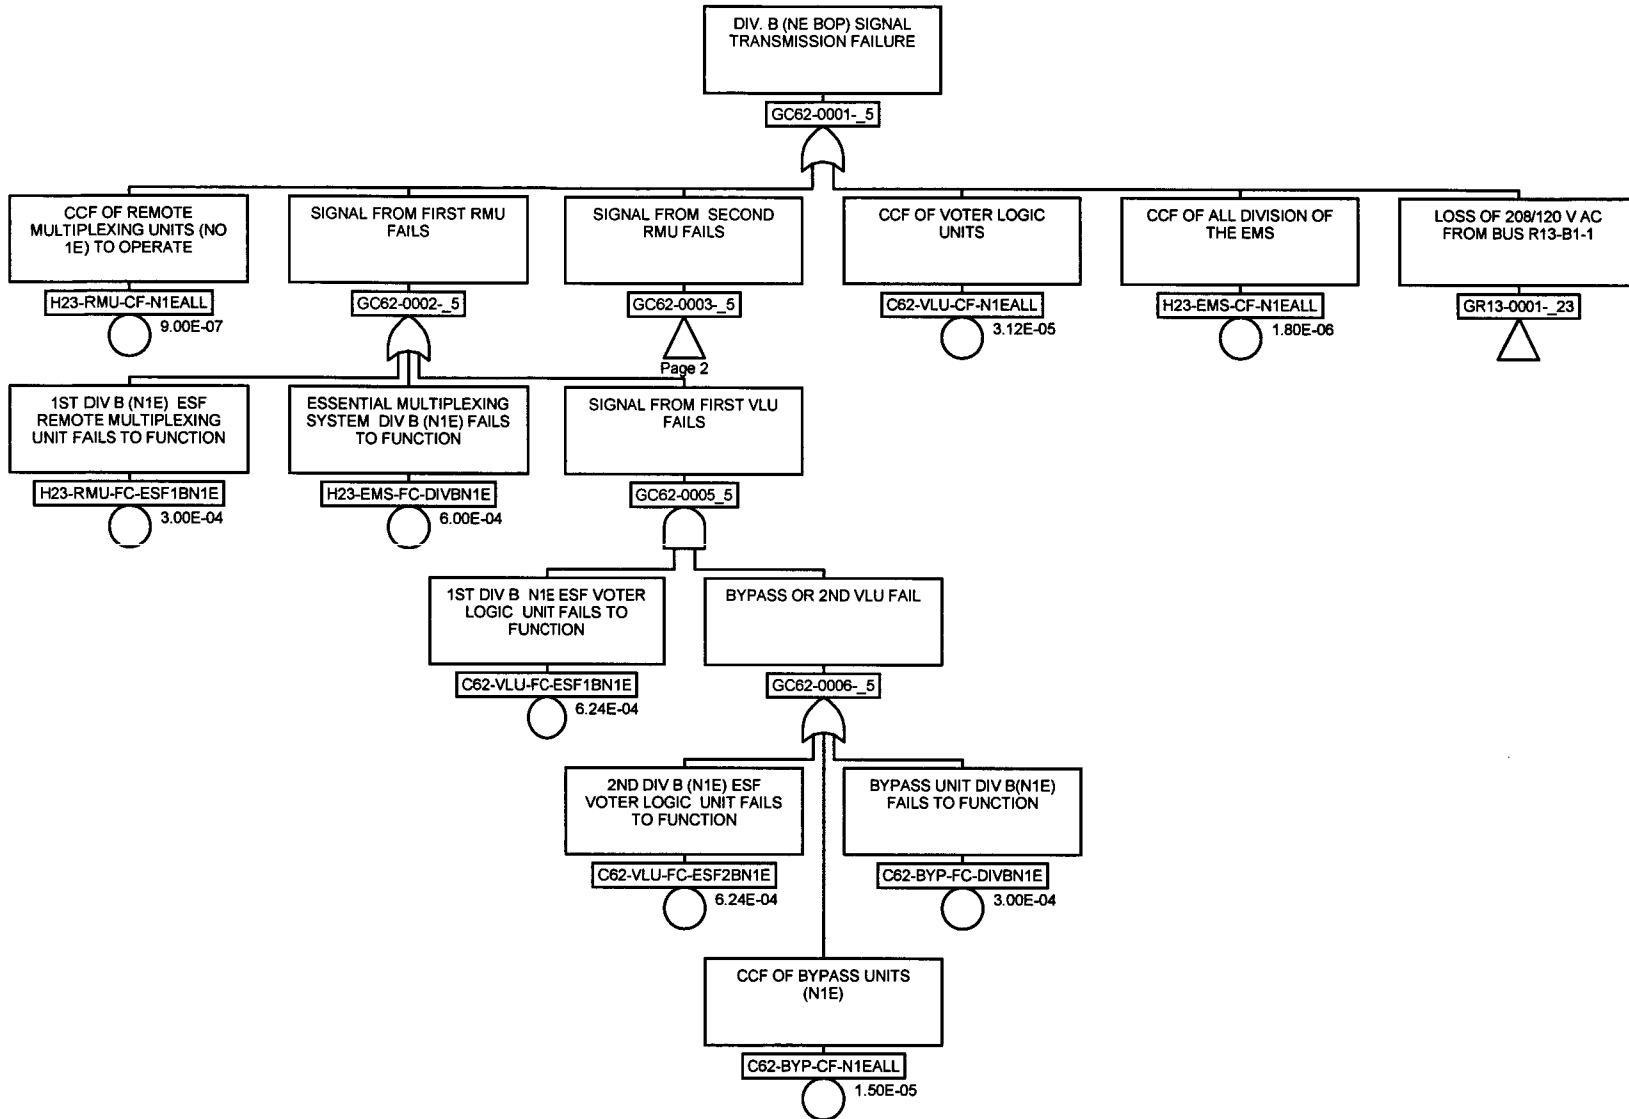 DIV. B (NE BOP) SIGNAL
TRANSMISSION FAILURE
GC62-0001-_5
CCF OF REMOTE
MULTIPLEXING UNITS (NO
1E) TO OPERATE
H23-RMU-CF-N1EALL
9.00E-07
SIGNAL FROM FIRST RMU
FAILS
GC62-0002-_5
SIGNAL FROM SECOND
RMU FAILS
GC62-0003-_5
Page 2
CCF OF VOTER LOGIC
UNITS
C62-VLU-CF-N1EALL
3.12E-05
CCF OF ALL DIVISION OF
THE EMS
H23-EMS-CF-N1EALL
1.80E-06
LOSS OF 208/120 V AC
FROM BUS R13-B1-1
GR13-0001-_23
1ST DIV B (N1E) ESF
REMOTE MULTIPLEXING
UNIT FAILS TO FUNCTION
H23-RMU-FC-ESF1BN1E
3.00E-04
ESSENTIAL MULTIPLEXING
SYSTEM DIV B (N1E) FAILS
TO FUNCTION
H23-EMS-FC-DIVBN1E
6.00E-04
SIGNAL FROM FIRST VLU
FAILS
GC62-0005_5
1ST DIV B N1E ESF VOTER
LOGIC UNIT FAILS TO
FUNCTION
C62-VLU-FC-ESF1BN1E
6.24E-04
BYPASS OR 2ND VLU FAIL
GC62-0006-_5
2ND DIV B (N1E) ESF
VOTER LOGIC UNIT FAILS
TO FUNCTION
C62-VLU-FC-ESF2BN1E
6.24E-04
BYPASS UNIT DIV B(N1E)
FAILS TO FUNCTION
C62-BYP-FC-DIVBN1E
3.00E-04
CCF OF BYPASS UNITS
(N1E)
C62-BYP-CF-N1EALL
1.50E-05